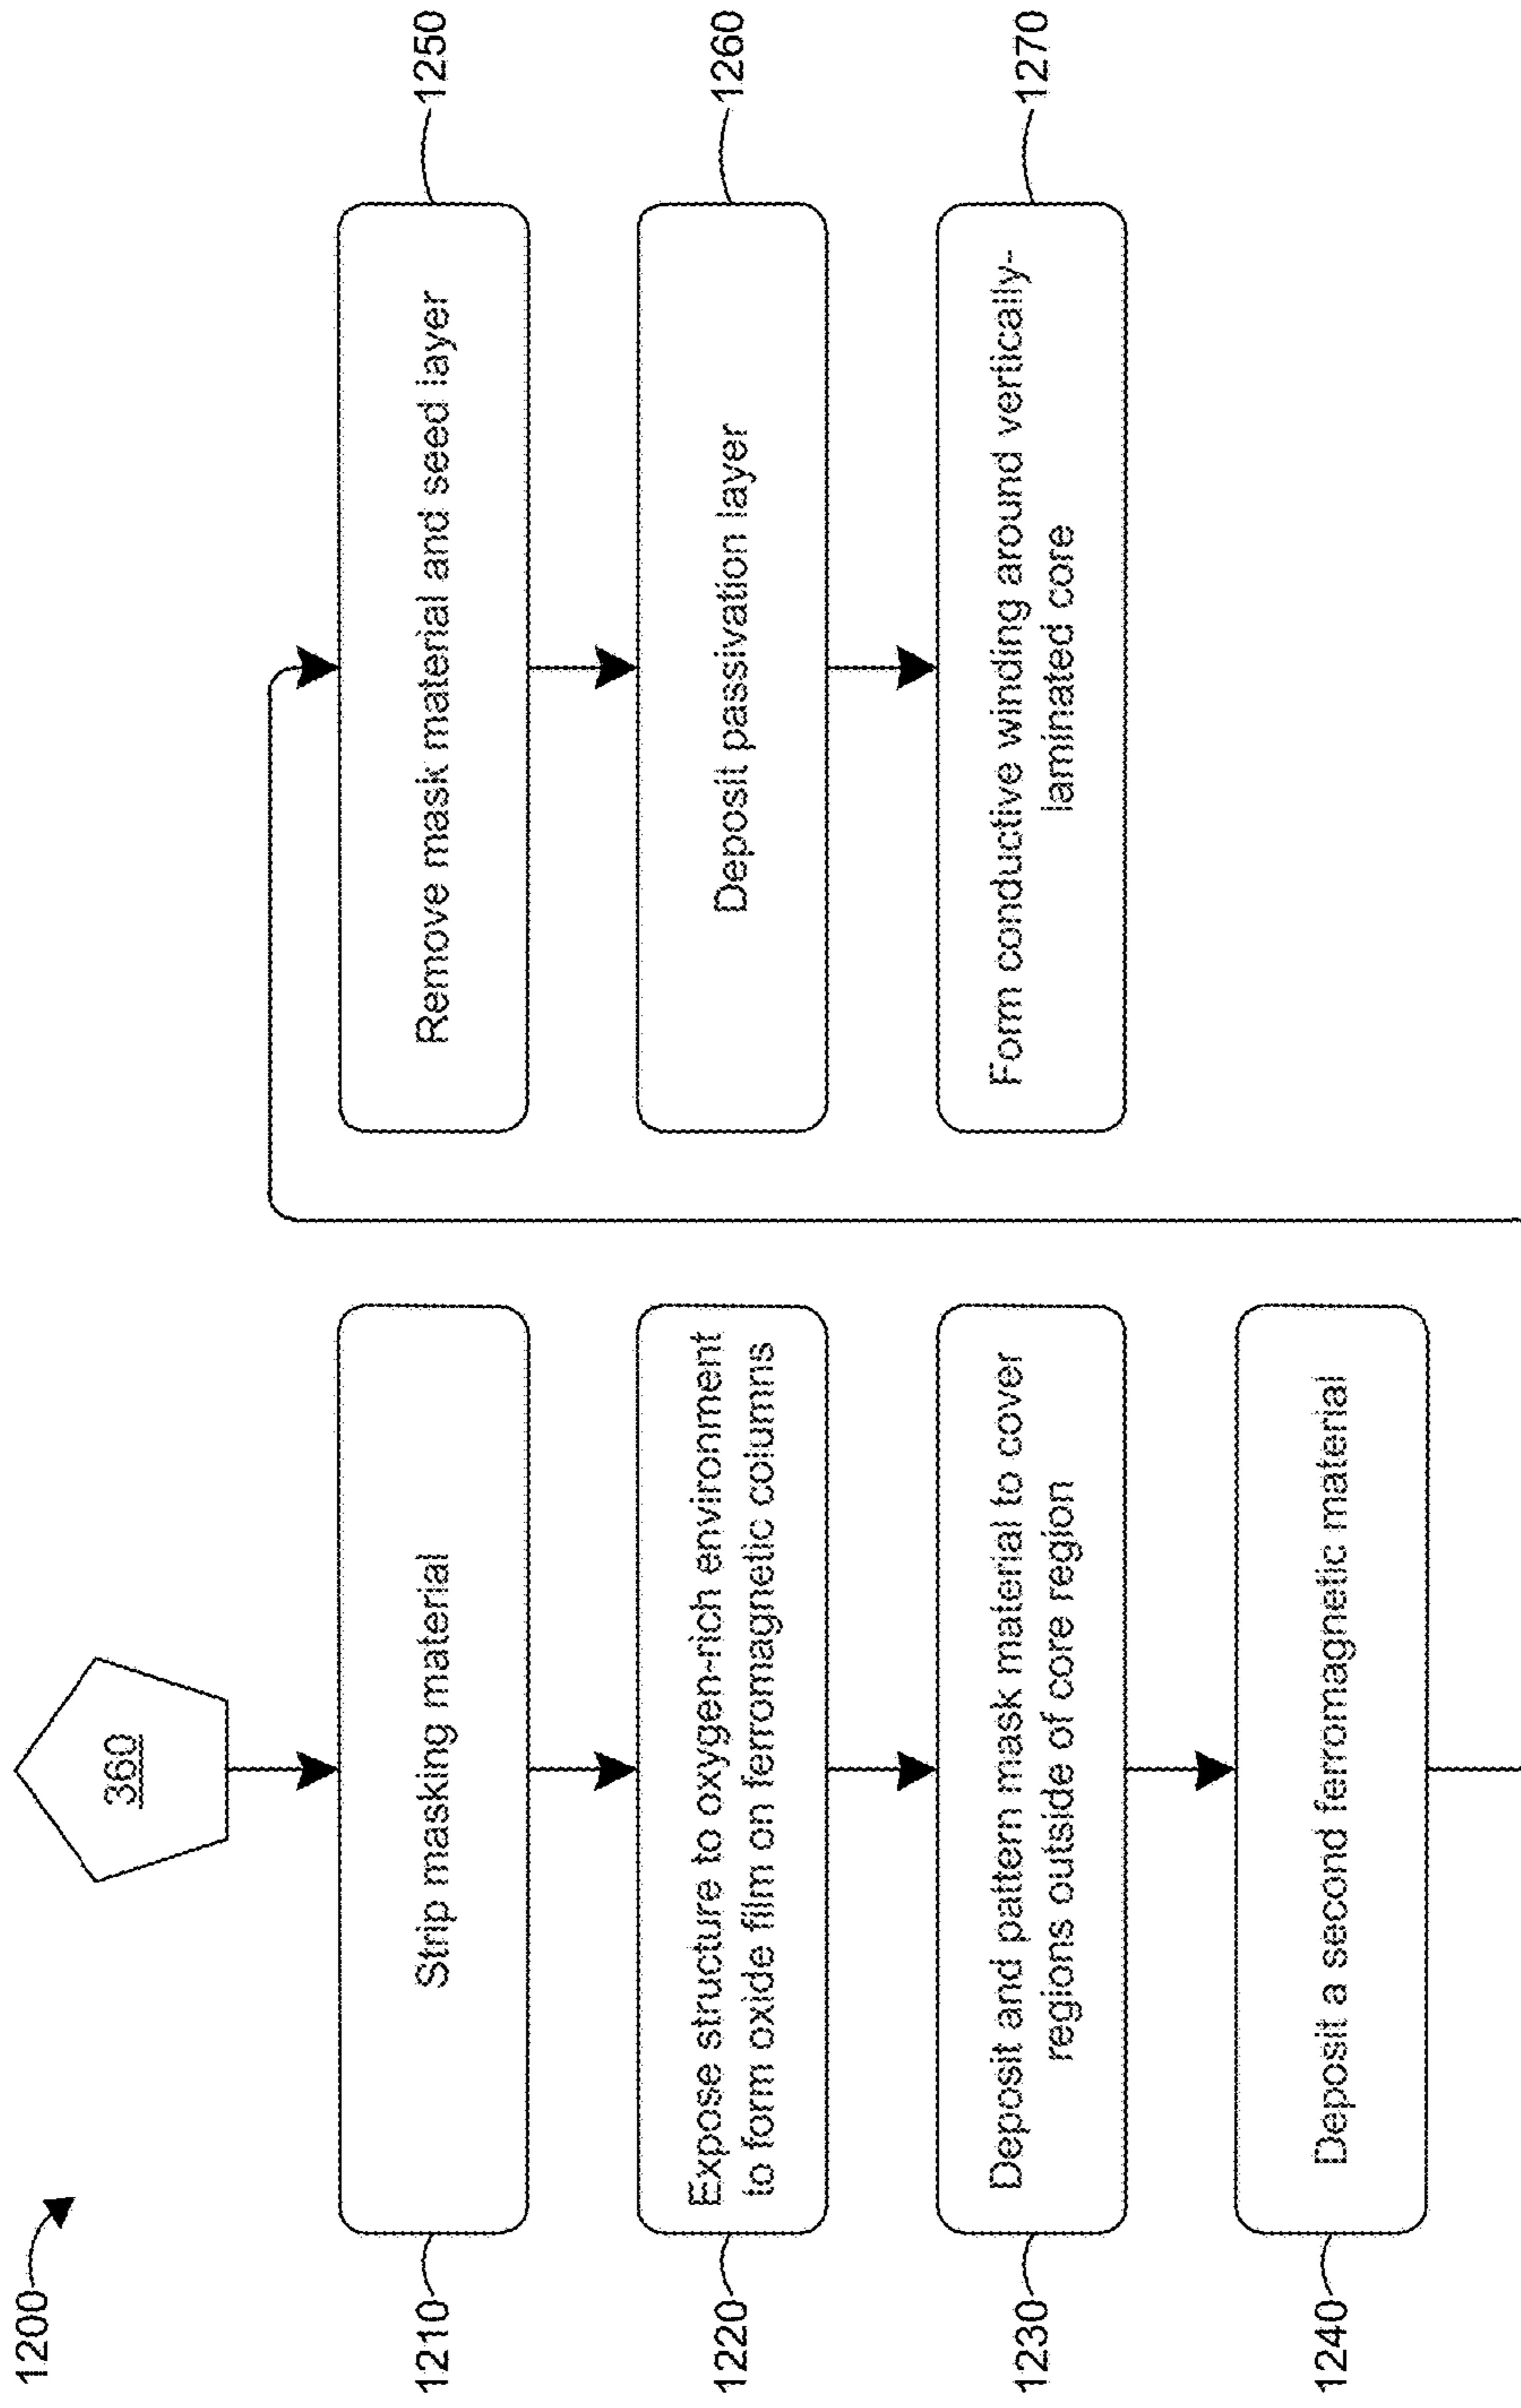 1200
360
1210
Strip masking material
1220
Expose structure to oxygen-rich environment
to form oxide film on ferromagnetic columns
1230
Deposit and pattern mask material to cover
regions outside of core region
1240
Deposit a second ferromagnetic material
Remove mask material and seed layer
1250
Deposit passivation layer
1260
Form conductive winding around vertically-
laminated core
1270